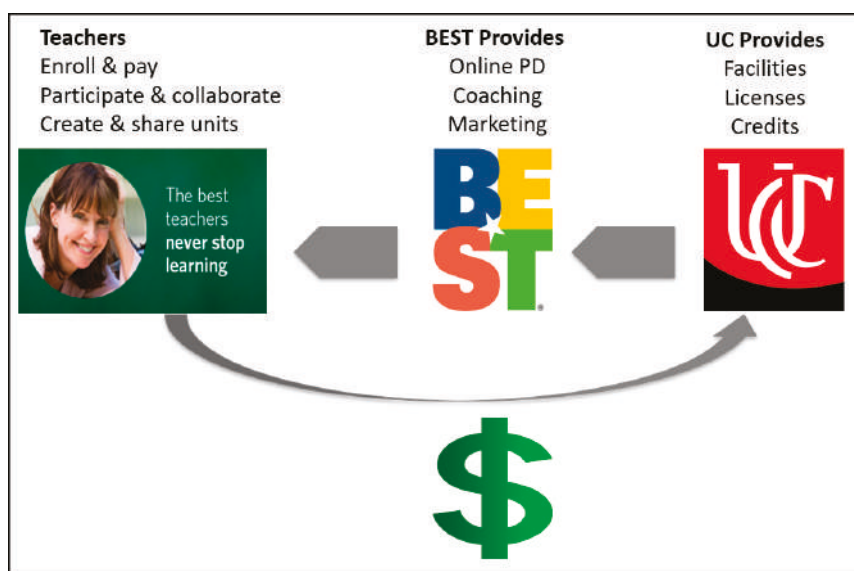 Teachers
Enroll & pay
Participate & collaborate
Create & share units
BEST Provides
Online PD
Coaching
Marketing
UC Provides
Facilities
Licenses
Credits
The best
teachers
never stop
learning
BE
ST®
UC
$